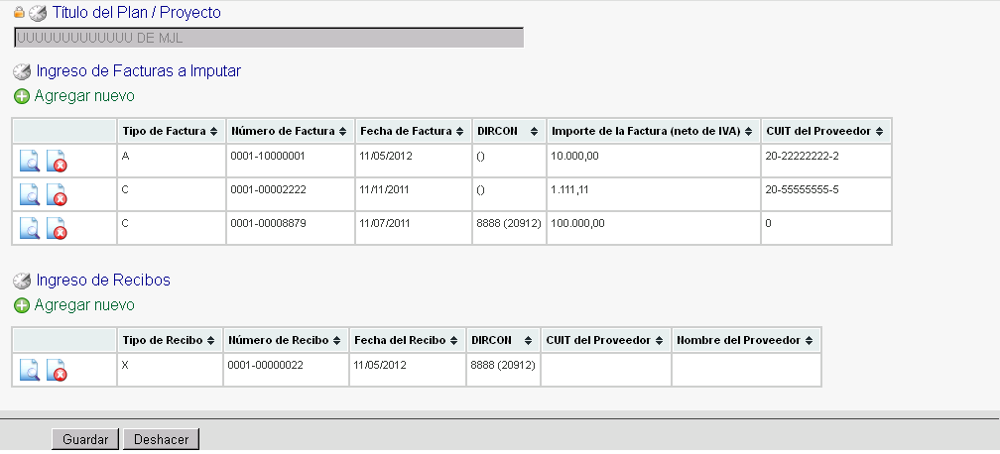 Título del Plan / Proyecto
UUUUUUUUUUUUU DE MJL
Ingreso de Facturas a Imputar
Agregar nuevo
Tipo de Factura Número de Factura Fecha de Factura DIRCON Importe de la Factura (neto de IVA) CUIT del Proveedor
A 0001-10000001 11/05/2012 () 10.000,00 20-22222222-2
C 0001-00002222 11/11/2011 () 1.111,11 20-55555555-5
C 0001-00008879 11/07/2011 8888 (20912) 100.000,00 0
Ingreso de Recibos
Agregar nuevo
Tipo de Recibo Número de Recibo Fecha del Recibo DIRCON CUIT del Proveedor Nombre del Proveedor
X 0001-00000022 11/05/2012 8888 (20912)
Guardar Deshacer